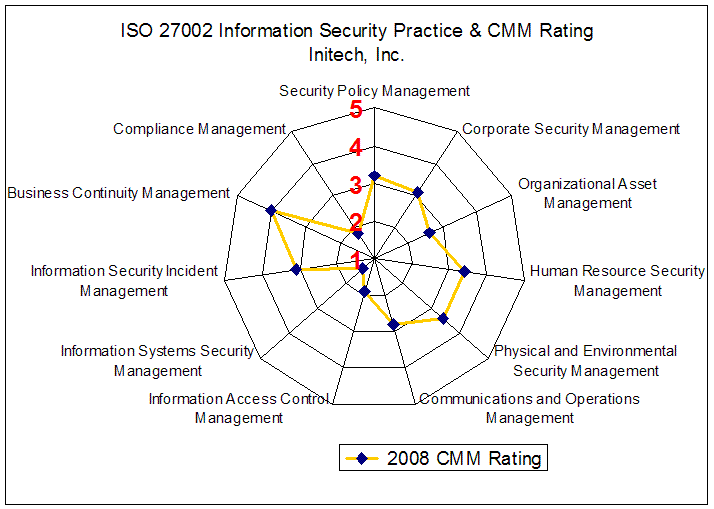 ISO 27002 Information Security Practice & CMM Rating
Initech, Inc.
Security Policy Management
5
Compliance Management
Corporate Security Management
4
3
Business Continuity Management
Organizational Asset
Management
2
1
Information Security Incident
Management
Human Resource Security
Management
Information Systems Security
Management
Physical and Environmental
Security Management
Information Access Control
Management
Communications and Operations
Management
2008 CMM Rating